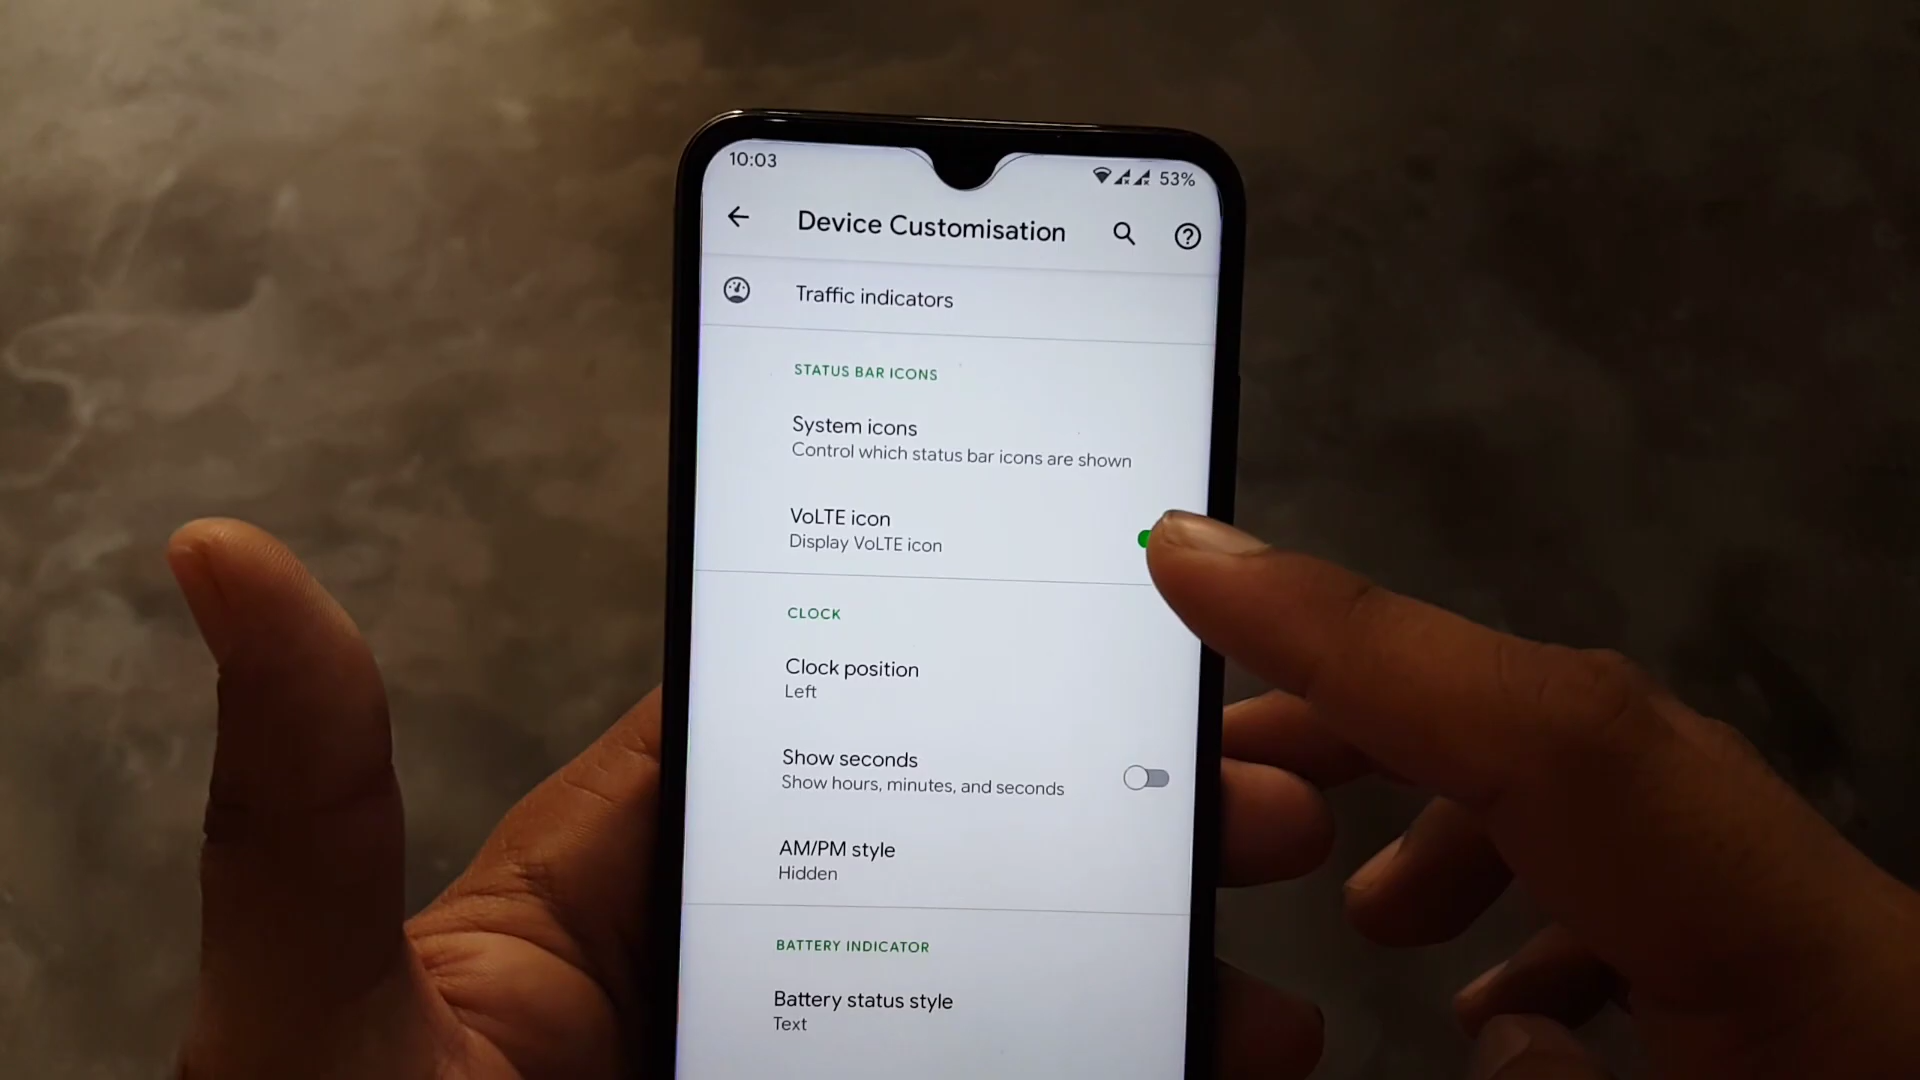 10:03
53%
Device Customisation
Traffic indicators
STATUS BAR ICONS
System icons
Control which status bar icons are shown
VoLTE icon
Display VoLTE icon
CLOCK
Clock position
Left
Show seconds
Show hours, minutes, and seconds
AM/PM style
Hidden
BATTERY INDICATOR
Battery status style
Text